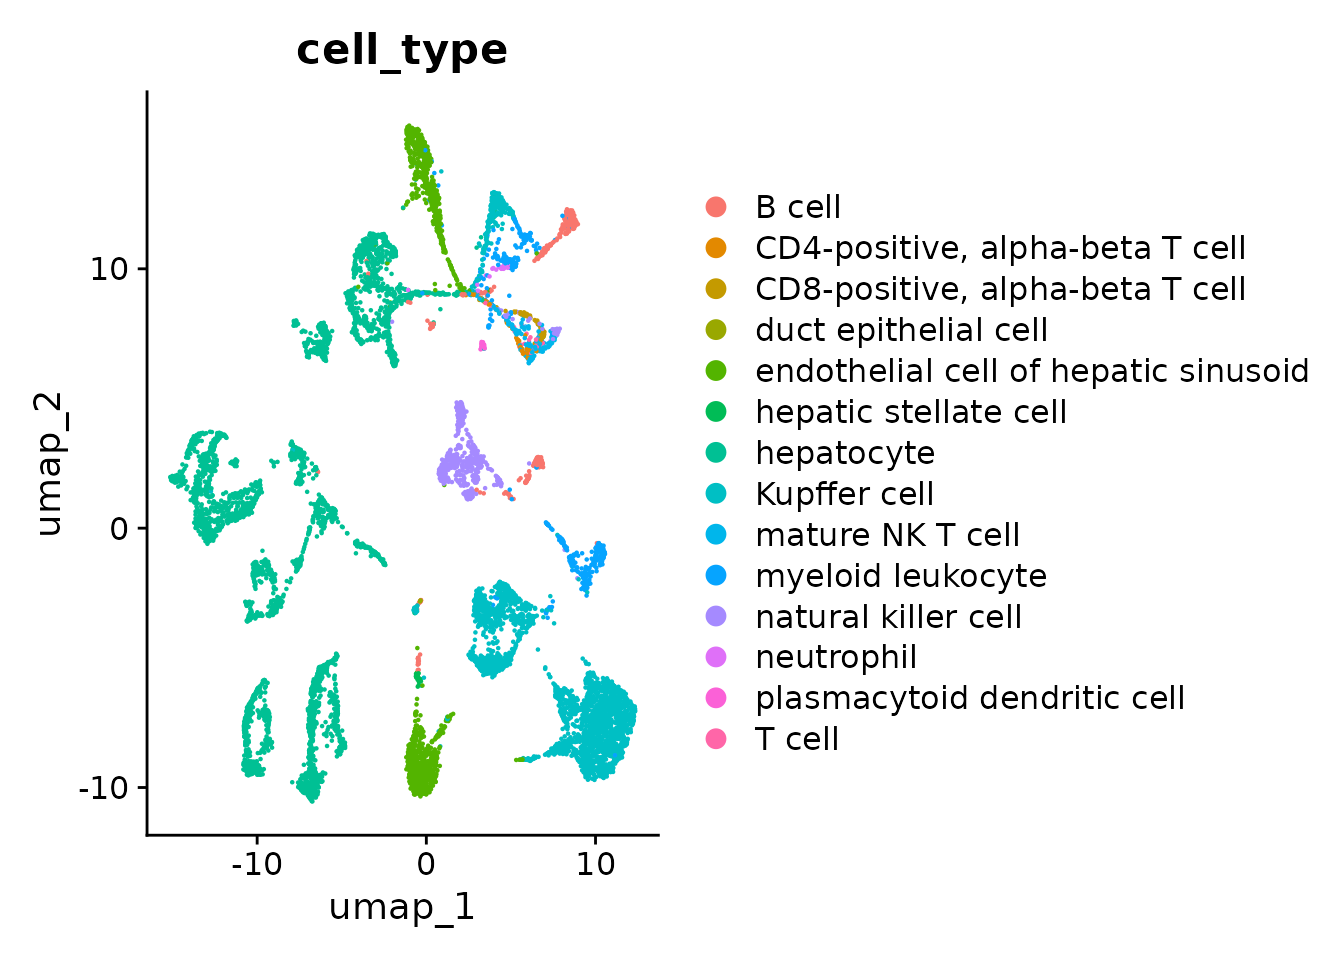 cell_type
umap_2
10
0
-10
-10
0
10
umap_1
B cell
CD4-positive, alpha-beta T cell
CD8-positive, alpha-beta T cell
duct epithelial cell
endothelial cell of hepatic sinusoid
hepatic stellate cell
hepatocyte
Kupffer cell
mature NK T cell
myeloid leukocyte
natural killer cell
neutrophil
plasmacytoid dendritic cell
T cell